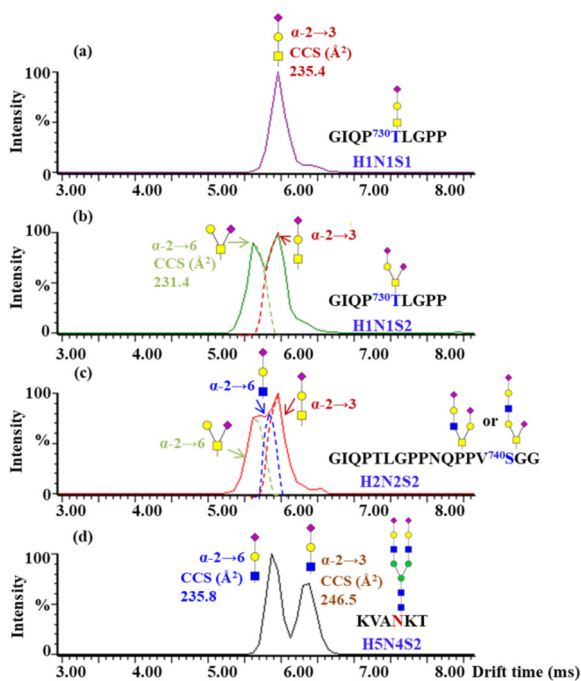 (a)
α-2→3
CCS (Å²)
235.4
100
Intensity
%
0
GIQP⁷³⁰TLGPP
H1N1S1
3.00 4.00 5.00 6.00 7.00 8.00
(b)
α-2→6
CCS (Å²)
231.4
α-2→3
100
Intensity
%
0
GIQP⁷³⁰TLGPP
H1N1S2
3.00 4.00 5.00 6.00 7.00 8.00
(c)
α-2→6
α-2→3
α-2→6
or
100
Intensity
%
0
GIQPTLGPPNQPPV⁷⁴⁰SGG
H2N2S2
3.00 4.00 5.00 6.00 7.00 8.00
(d)
α-2→6
CCS (Å²)
235.8
α-2→3
CCS (Å²)
246.5
100
Intensity
%
0
KVANKT
H5N4S2
3.00 4.00 5.00 6.00 7.00 8.00 Drift time (ms)